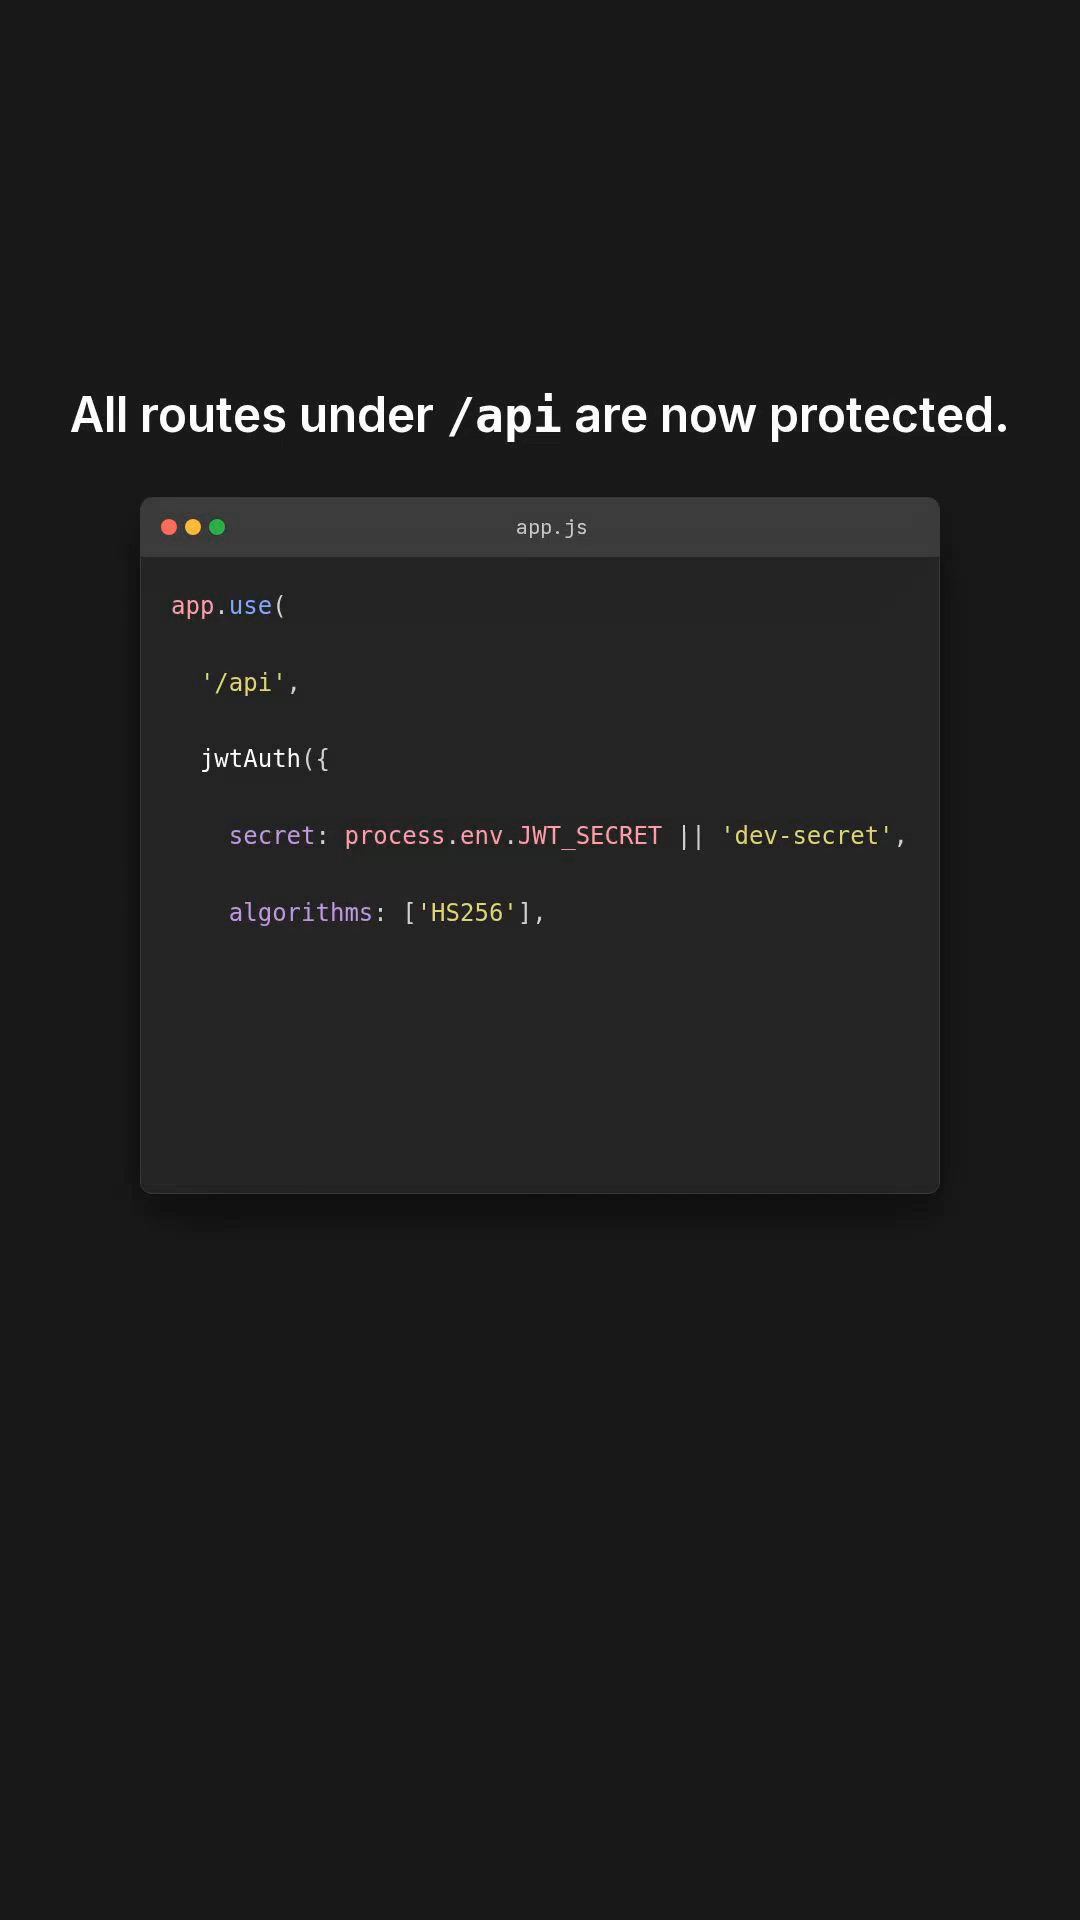 All routes under /api are now protected.
app.js
app.use(
  '/api',
  jwtAuth({
    secret: process.env.JWT_SECRET || 'dev-secret',
    algorithms: ['HS256'],